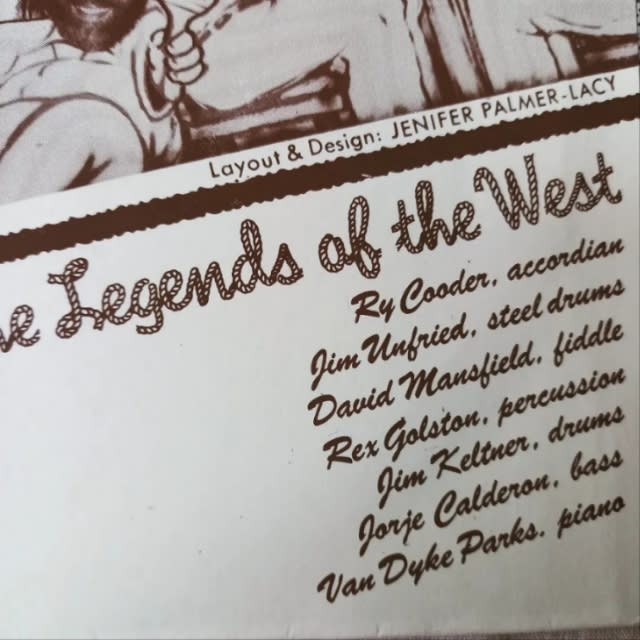 Layout & Design: JENIFER PALMER-LACY
Legends of the West
Ry Cooder, accordian
Jim Unfried, steel drums
David Mansfield, fiddle
Rex Golston, percussion
Jim Keltner, drums
Jorje Calderon, bass
Van Dyke Parks. piano